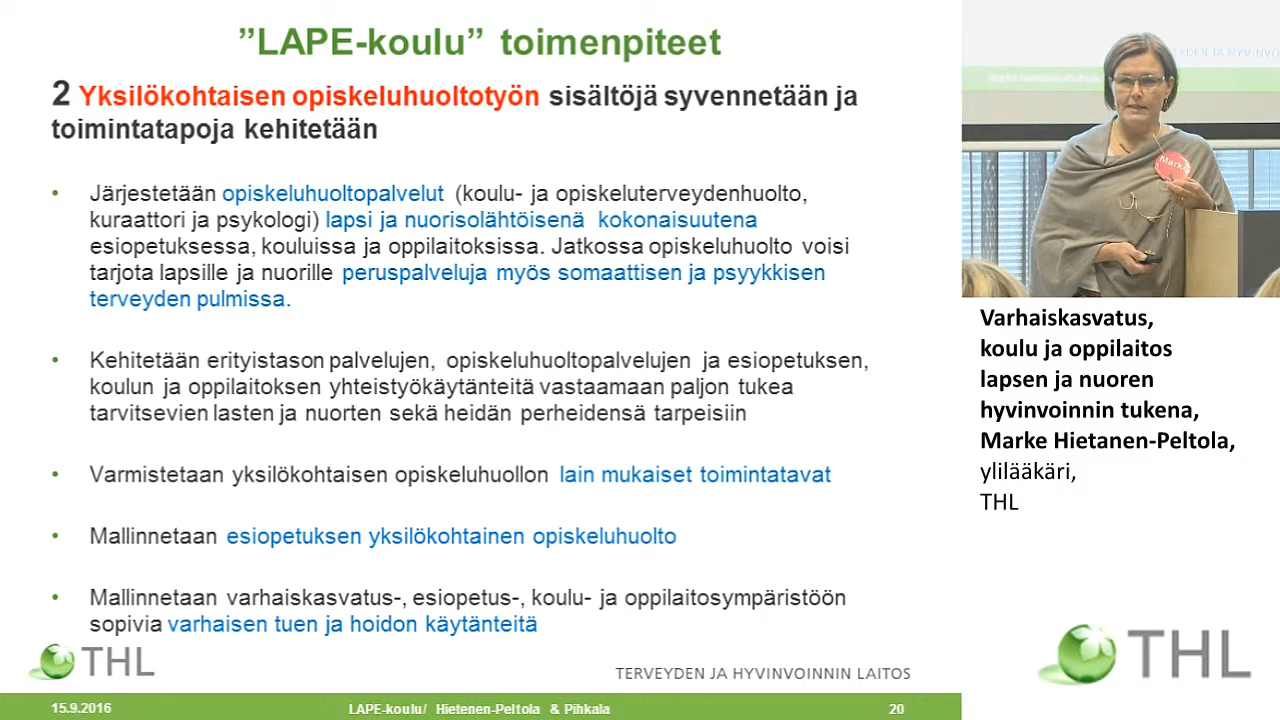 ”LAPE-koulu” toimenpiteet
2 Yksilökohtaisen opiskeluhuoltotyön sisältöjä syvennetään ja
toimintatapoja kehitetään
• Järjestetään opiskeluhuoltopalvelut (koulu- ja opiskeluterveydenhuolto,
kuraattori ja psykologi) lapsi ja nuorisolähtöisenä kokonaisuutena
esiopetuksessa, kouluissa ja oppilaitoksissa. Jatkossa opiskeluhuolto voisi
tarjota lapsille ja nuorille peruspalveluja myös somaattisen ja psyykkisen
terveyden pulmissa.
• Kehitetään erityistason palvelujen, opiskeluhuoltopalvelujen ja esiopetuksen,
koulun ja oppilaitoksen yhteistyökäytänteitä vastaamaan paljon tukea
tarvitsevien lasten ja nuorten sekä heidän perheidensä tarpeisiin
• Varmistetaan yksilökohtaisen opiskeluhuollon lain mukaiset toimintatavat
• Mallinnetaan esiopetuksen yksilökohtainen opiskeluhuolto
• Mallinnetaan varhaiskasvatus-, esiopetus-, koulu- ja oppilaitosympäristöön
sopivia varhaisen tuen ja hoidon käytänteitä
THL
TERVEYDEN JA HYVINVOINNIN LAITOS
15.9.2016 LAPE-koulu/ Hietenen-Peltola & Pihkala 20
Marke
Varhaiskasvatus,
koulu ja oppilaitos
lapsen ja nuoren
hyvinvoinnin tukena,
Marke Hietanen-Peltola,
ylilääkäri,
THL
THL